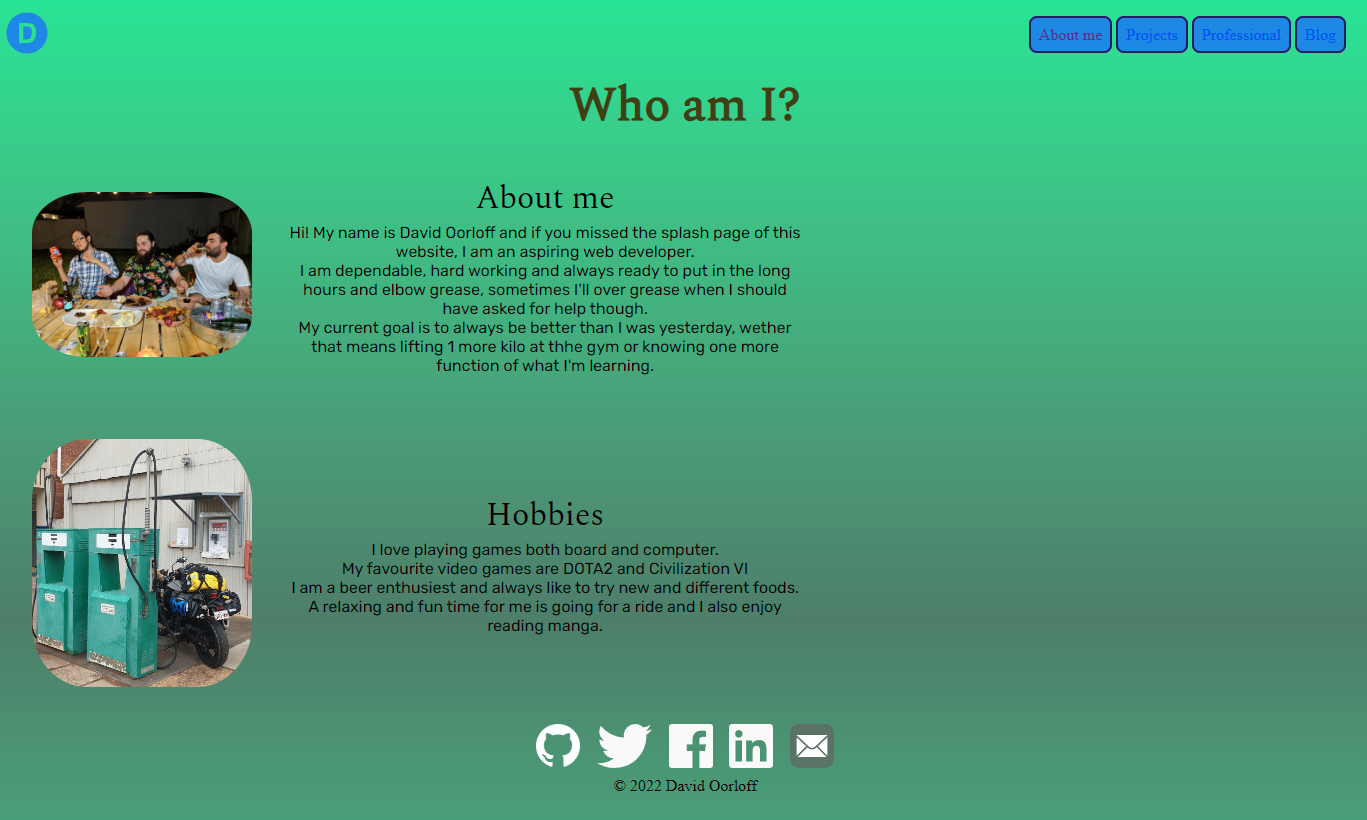 D
About me Projects Professional Blog
Who am I?
About me
Hi! My name is David Oorloff and if you missed the splash page of this
website, I am an aspiring web developer.
I am dependable, hard working and always ready to put in the long
hours and elbow grease, sometimes I'll over grease when I should
have asked for help though.
My current goal is to always be better than I was yesterday, wether
that means lifting 1 more kilo at thhe gym or knowing one more
function of what I'm learning.
Hobbies
I love playing games both board and computer.
My favourite video games are DOTA2 and Civilization VI
I am a beer enthusiest and always like to try new and different foods.
A relaxing and fun time for me is going for a ride and I also enjoy
reading manga.
in
© 2022 David Oorloff